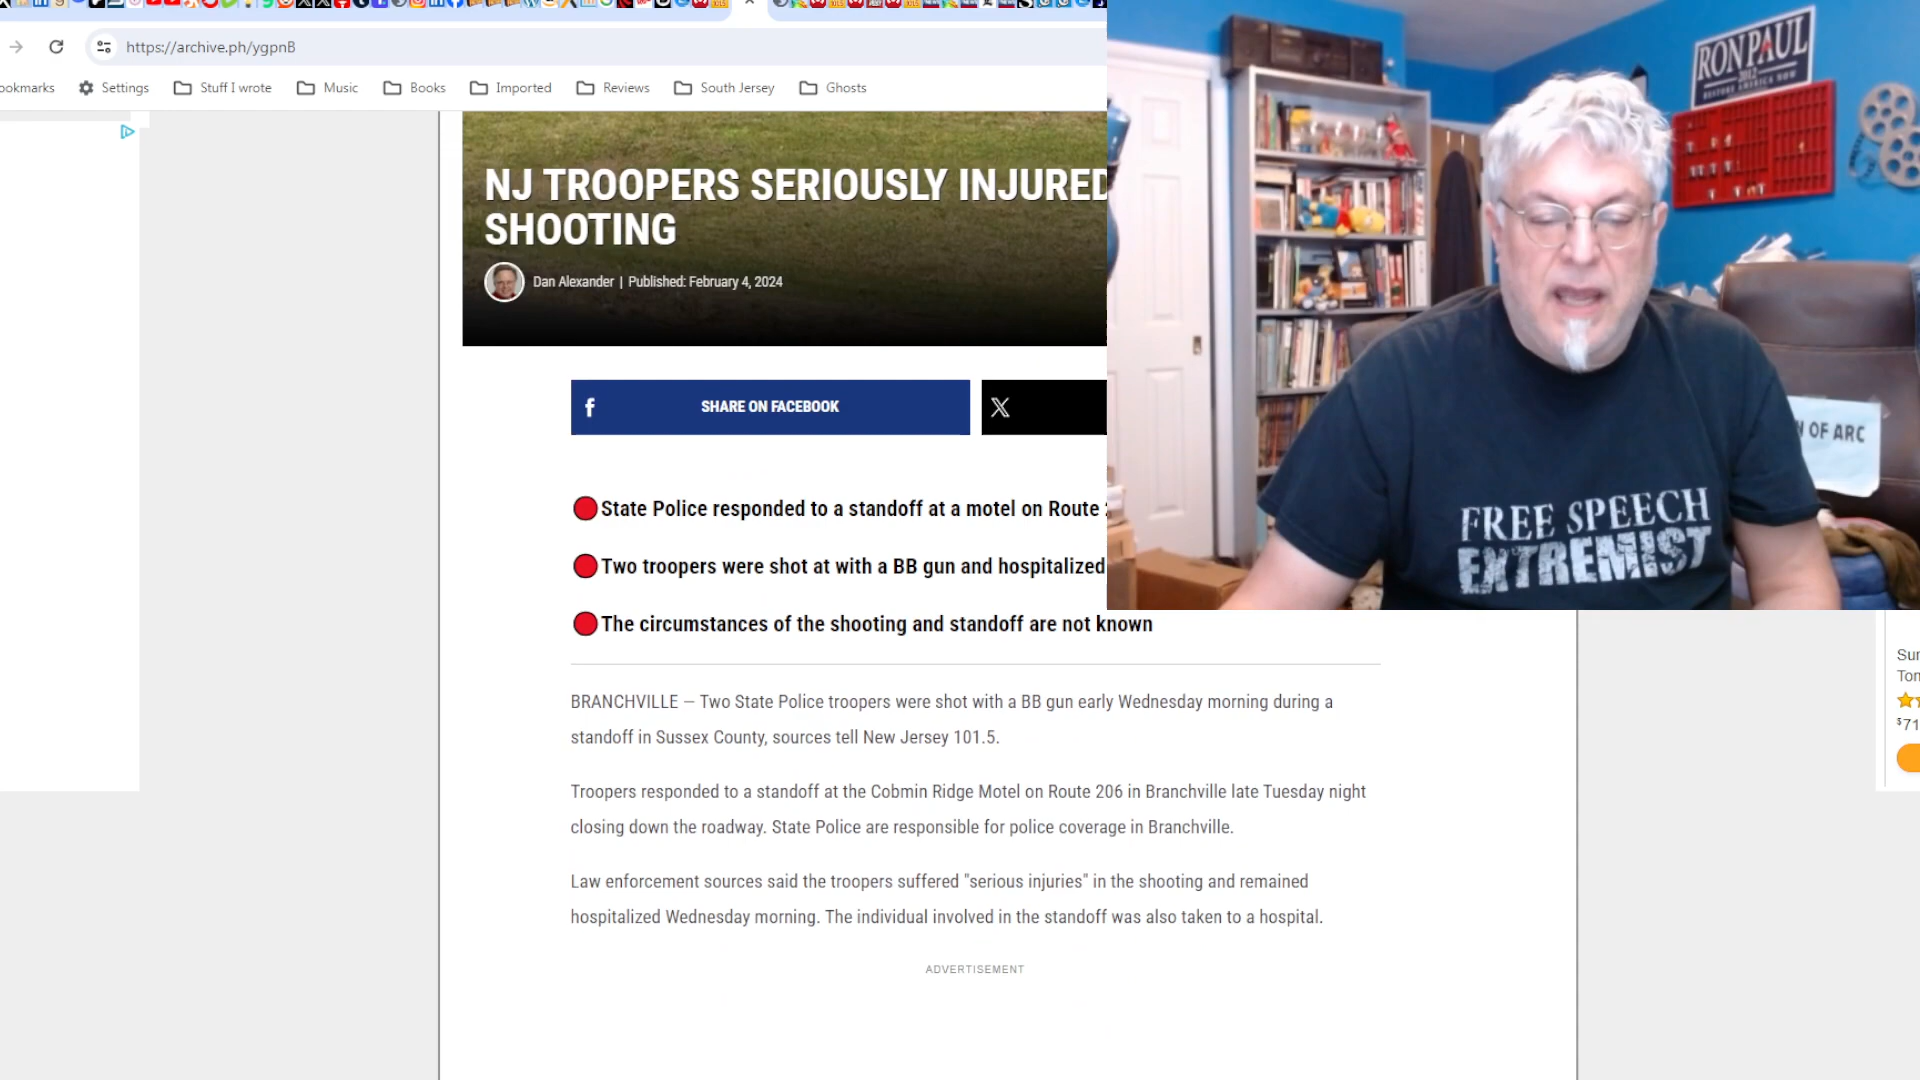 https://archive.ph/ygpnB
ookmarks
Settings
Stuff I wrote
Music
Books
Imported
Reviews
South Jersey
Ghosts
RON PAUL
2012
RESTORE AMERICA NOW
NJ TROOPERS SERIOUSLY INJURED
SHOOTING
Dan Alexander | Published: February 4, 2024
SHARE ON FACEBOOK
N OF ARC
FREE SPEECH
EXTREMIST
State Police responded to a standoff at a motel on Route
Two troopers were shot at with a BB gun and hospitalized
The circumstances of the shooting and standoff are not known
BRANCHVILLE — Two State Police troopers were shot with a BB gun early Wednesday morning during a
standoff in Sussex County, sources tell New Jersey 101.5.
Troopers responded to a standoff at the Cobmin Ridge Motel on Route 206 in Branchville late Tuesday night
closing down the roadway. State Police are responsible for police coverage in Branchville.
Law enforcement sources said the troopers suffered "serious injuries" in the shooting and remained
hospitalized Wednesday morning. The individual involved in the standoff was also taken to a hospital.
ADVERTISEMENT
Sur
Ton
$71